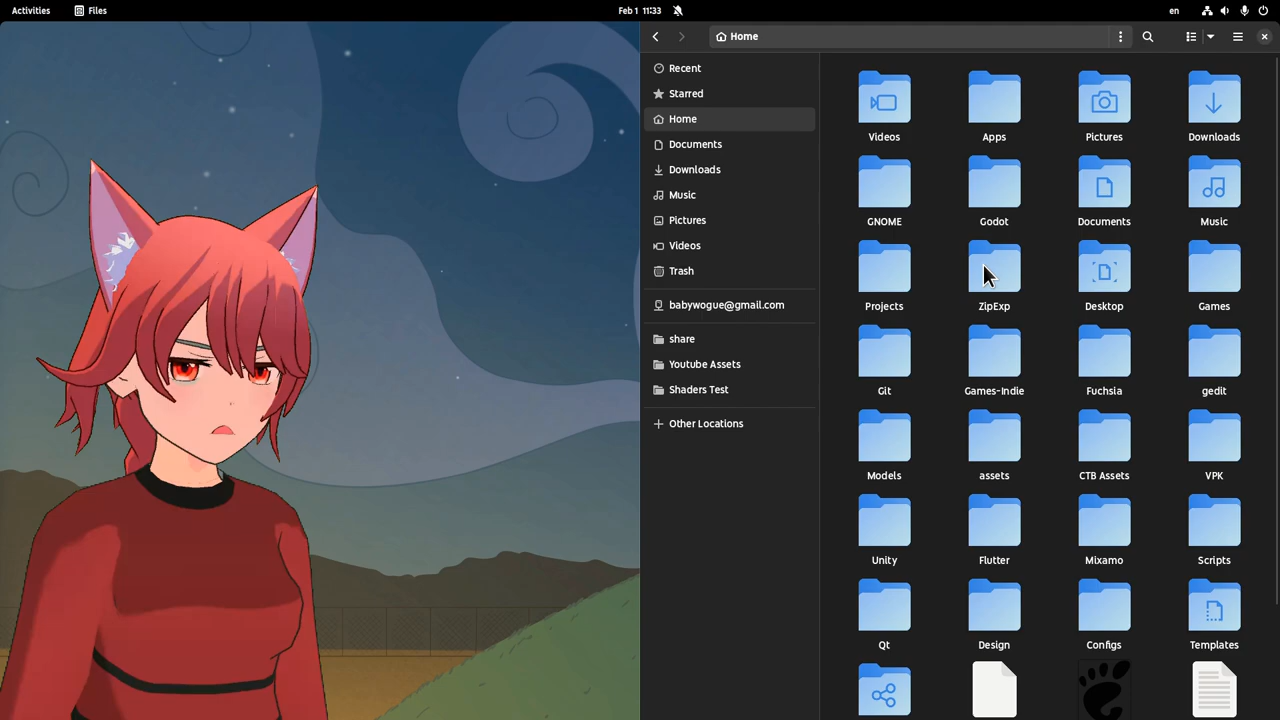 Activities
Files
Feb 1 11:33
en
Home
Recent
Starred
Home
Documents
Downloads
Music
Pictures
Videos
Trash
babywogue@gmail.com
share
Youtube Assets
Shaders Test
Other Locations
Videos
Apps
Pictures
Downloads
GNOME
Godot
Documents
Music
Projects
ZipExp
Desktop
Games
Git
Games-Indie
Fuchsia
gedit
Models
assets
CTB Assets
VPK
Unity
Flutter
Mixamo
Scripts
Qt
Design
Configs
Templates